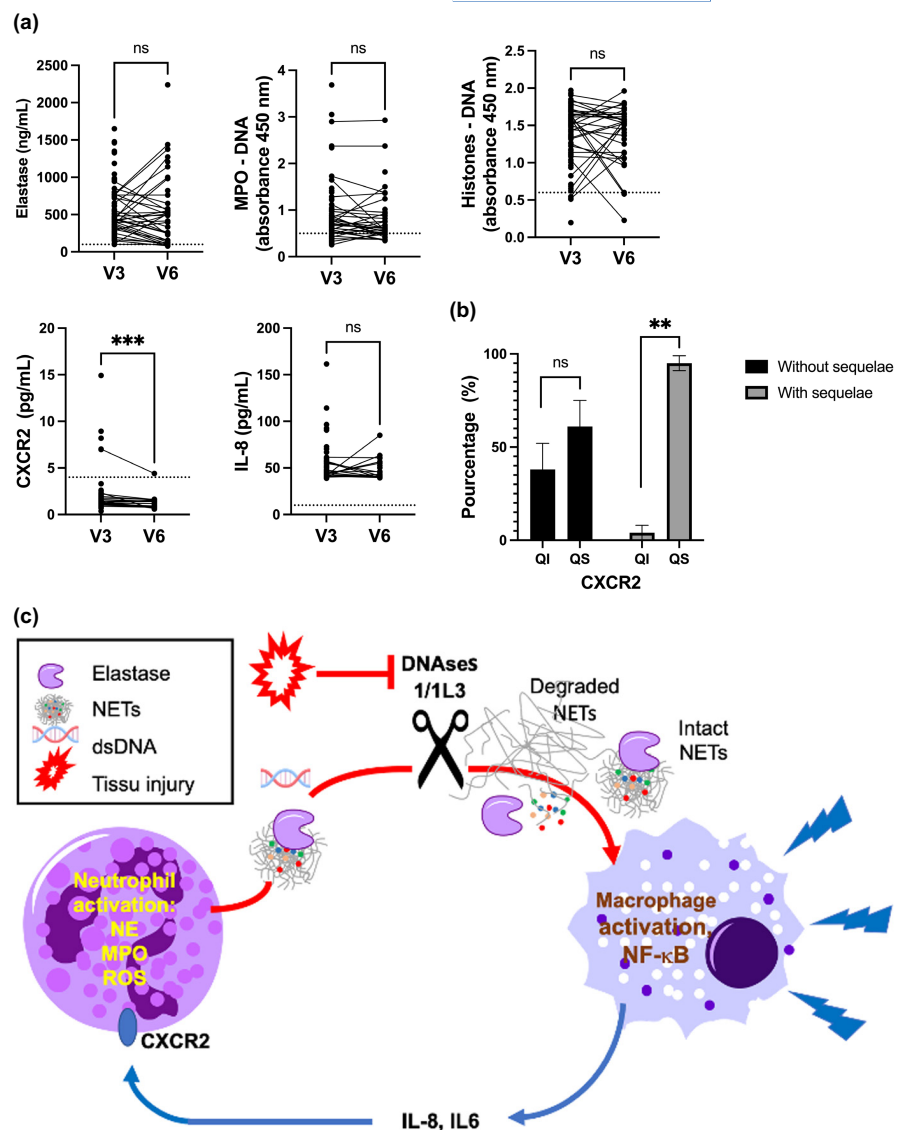 (a)
ns
Elastase (ng/mL)
2500
2000
1500
1000
500
0
V3
V6
ns
MPO - DNA
(absorbance 450 nm)
4
3
2
1
0
V3
V6
ns
Histones - DNA
(absorbance 450 nm)
2.5
2.0
1.5
1.0
0.5
0.0
V3
V6
***
CXCR2 (pg/mL)
20
15
10
5
0
V3
V6
ns
IL-8 (pg/mL)
200
150
100
50
0
V3
V6
(b)
ns
**
Pourcentage (%)
100
50
0
QI
QS
QI
QS
CXCR2
Without sequelae
With sequelae
(c)
Elastase
NETs
dsDNA
Tissu injury
DNAses
1/1L3
Degraded
NETs
Intact
NETs
Neutrophil
activation:
NE
MPO
ROS
CXCR2
Macrophage
activation,
NF-κB
IL-8, IL6